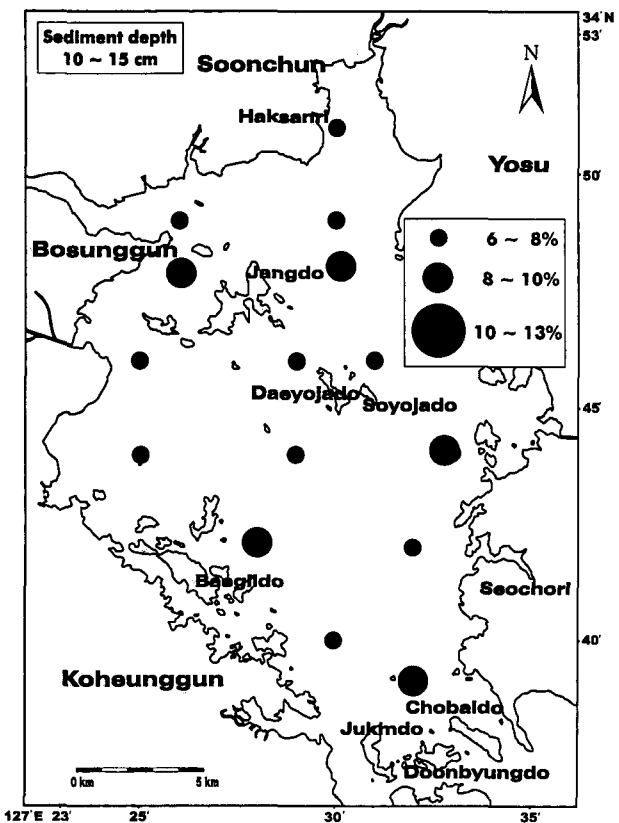 34´N
53'
Sediment depth
10 ~ 15 cm
Soonchun
N
Haksanri
Yosu
50'
6 ~ 8%
Bosunggun
Jangdo
8 ~ 10%
10 ~ 13%
Daeyojado
Soyojado
45'
Baegildo
Seochori
40'
Koheunggun
Chobaldo
Jukmdo
Doonbyungdo
0 km
5 km
127°E 23'
25'
30'
35'